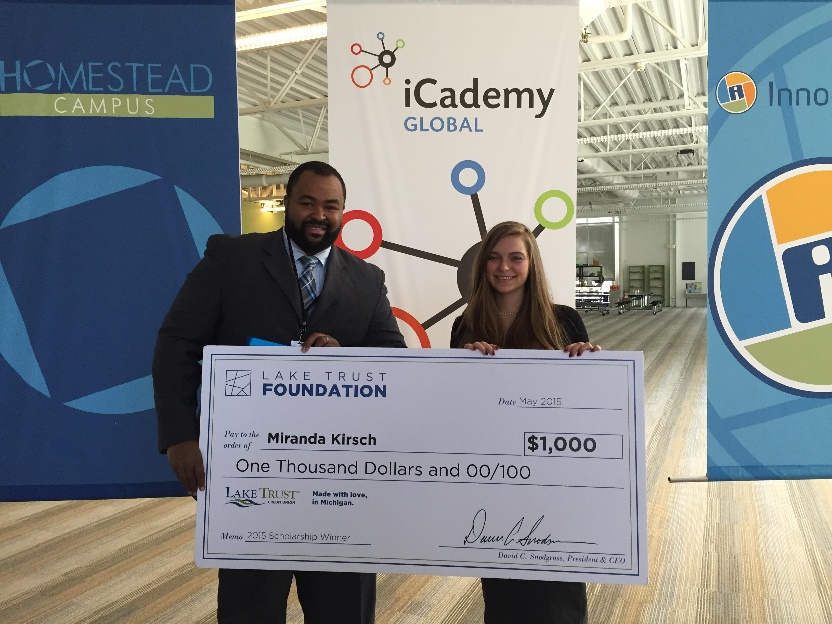 HOMESTEAD
CAMPUS
iCademy
GLOBAL
Inno
LAKE TRUST
FOUNDATION
Date May 2015
Pay to the
order of Miranda Kirsch $1,000
One Thousand Dollars and 00/100
LAKE TRUST
CREDIT UNION
Made with love,
in Michigan.
Memo 2015 Scholarship Winner
David C. Snodgrass, President & CEO